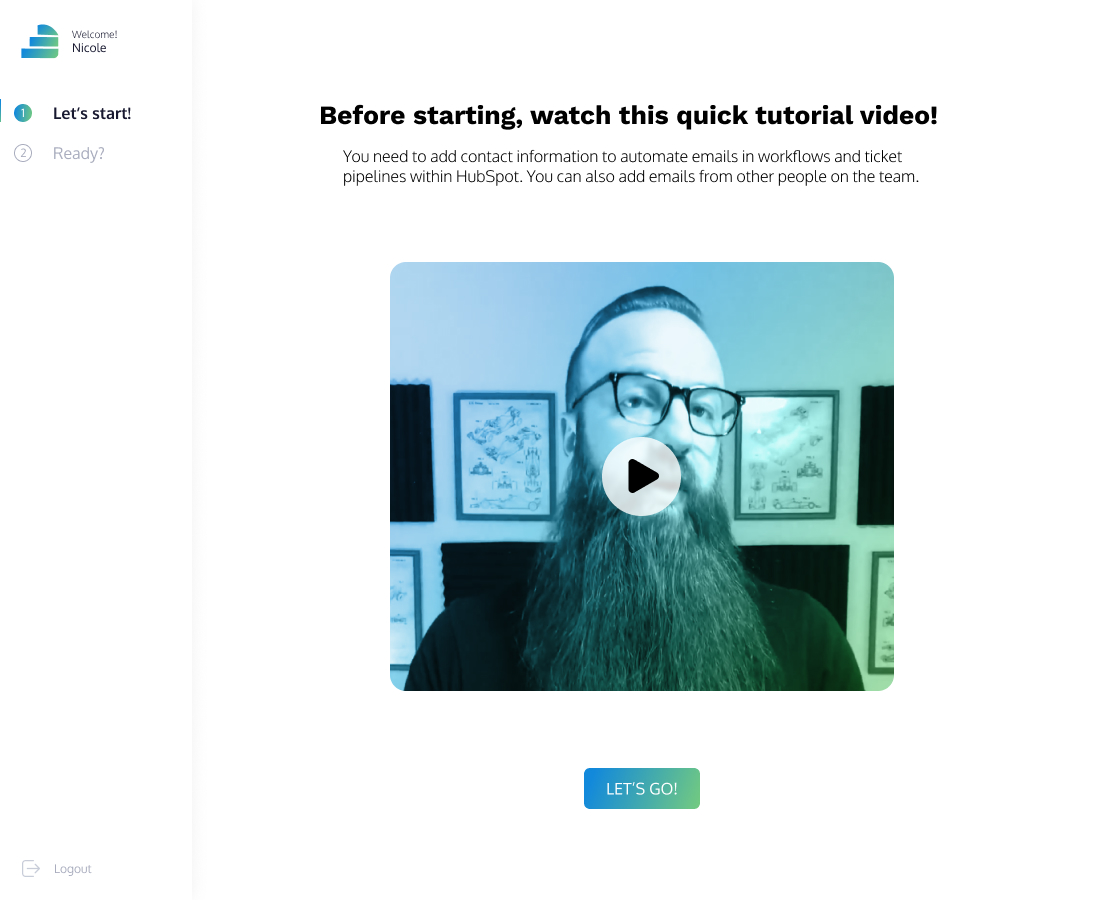 Welcome!
Nicole
1 Let's start!
2 Ready?
Before starting, watch this quick tutorial video!
You need to add contact information to automate emails in workflows and ticket
pipelines within HubSpot. You can also add emails from other people on the team.
LET'S GO!
Logout